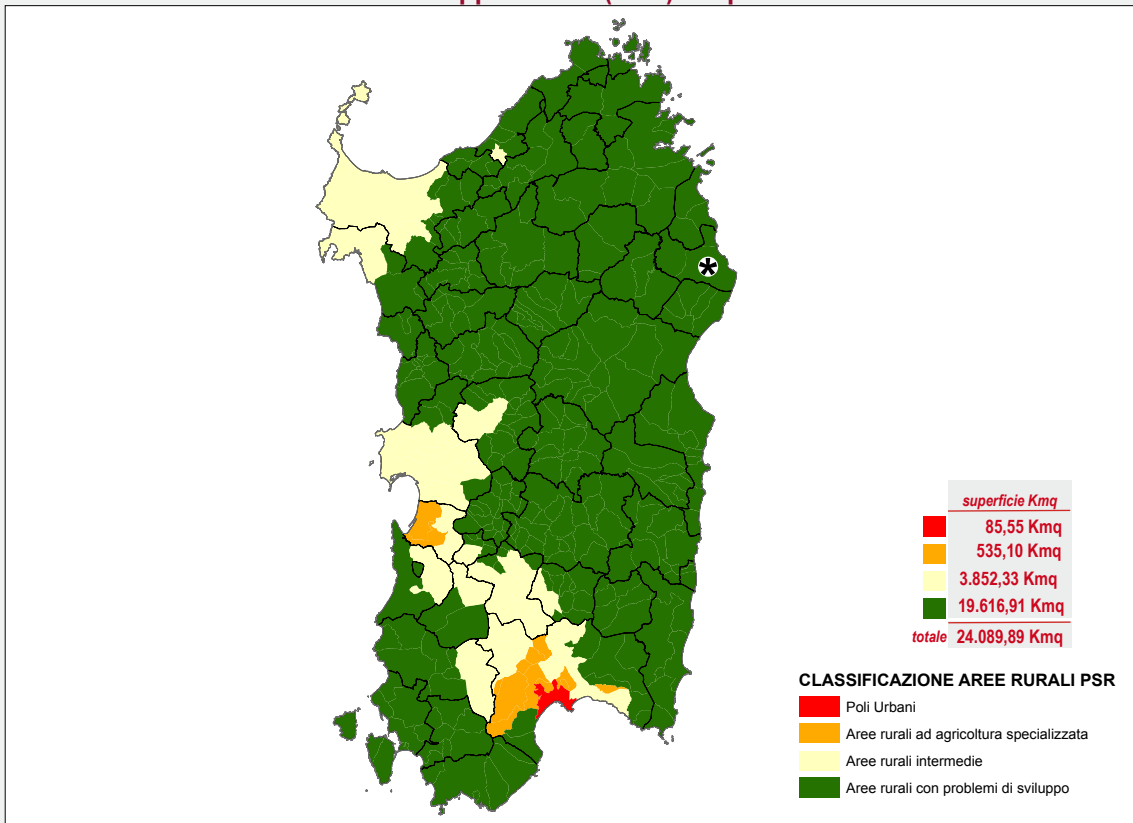 superficie Kmq
85,55 Kmq
535,10 Kmq
3.852,33 Kmq
19.616,91 Kmq
totale 24.089,89 Kmq
CLASSIFICAZIONE AREE RURALI PSR
Poli Urbani
Aree rurali ad agricoltura specializzata
Aree rurali intermedie
Aree rurali con problemi di sviluppo
*